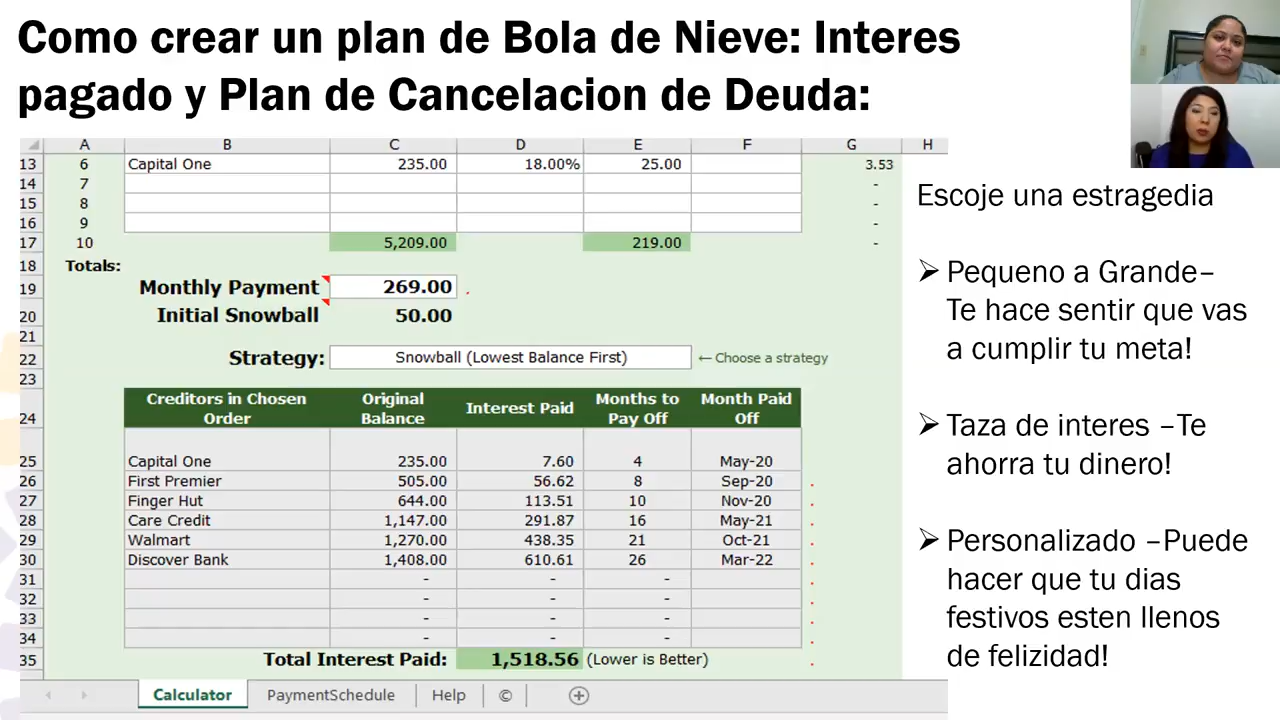 Como crear un plan de Bola de Nieve: Interes
pagado y Plan de Cancelacion de Deuda:
A B C D E F G H
13 6 Capital One 235.00 18.00% 25.00 3.53
14 7 -
15 8 -
16 9 -
17 10 5,209.00 219.00 -
18 Totals:
19 Monthly Payment 269.00
20 Initial Snowball 50.00
21
22 Strategy: Snowball (Lowest Balance First) ← Choose a strategy
23
24 Creditors in Chosen Order Original Balance Interest Paid Months to Pay Off Month Paid Off
25 Capital One 235.00 7.60 4 May-20
26 First Premier 505.00 56.62 8 Sep-20
27 Finger Hut 644.00 113.51 10 Nov-20
28 Care Credit 1,147.00 291.87 16 May-21
29 Walmart 1,270.00 438.35 21 Oct-21
30 Discover Bank 1,408.00 610.61 26 Mar-22
31 - - -
32 - - -
33 - - -
34 - - -
35 Total Interest Paid: 1,518.56 (Lower is Better)
Calculator PaymentSchedule Help ©
Escoje una estragedia
➢ Pequeno a Grande–
Te hace sentir que vas
a cumplir tu meta!
➢ Taza de interes –Te
ahorra tu dinero!
➢ Personalizado –Puede
hacer que tu dias
festivos esten llenos
de felizidad!